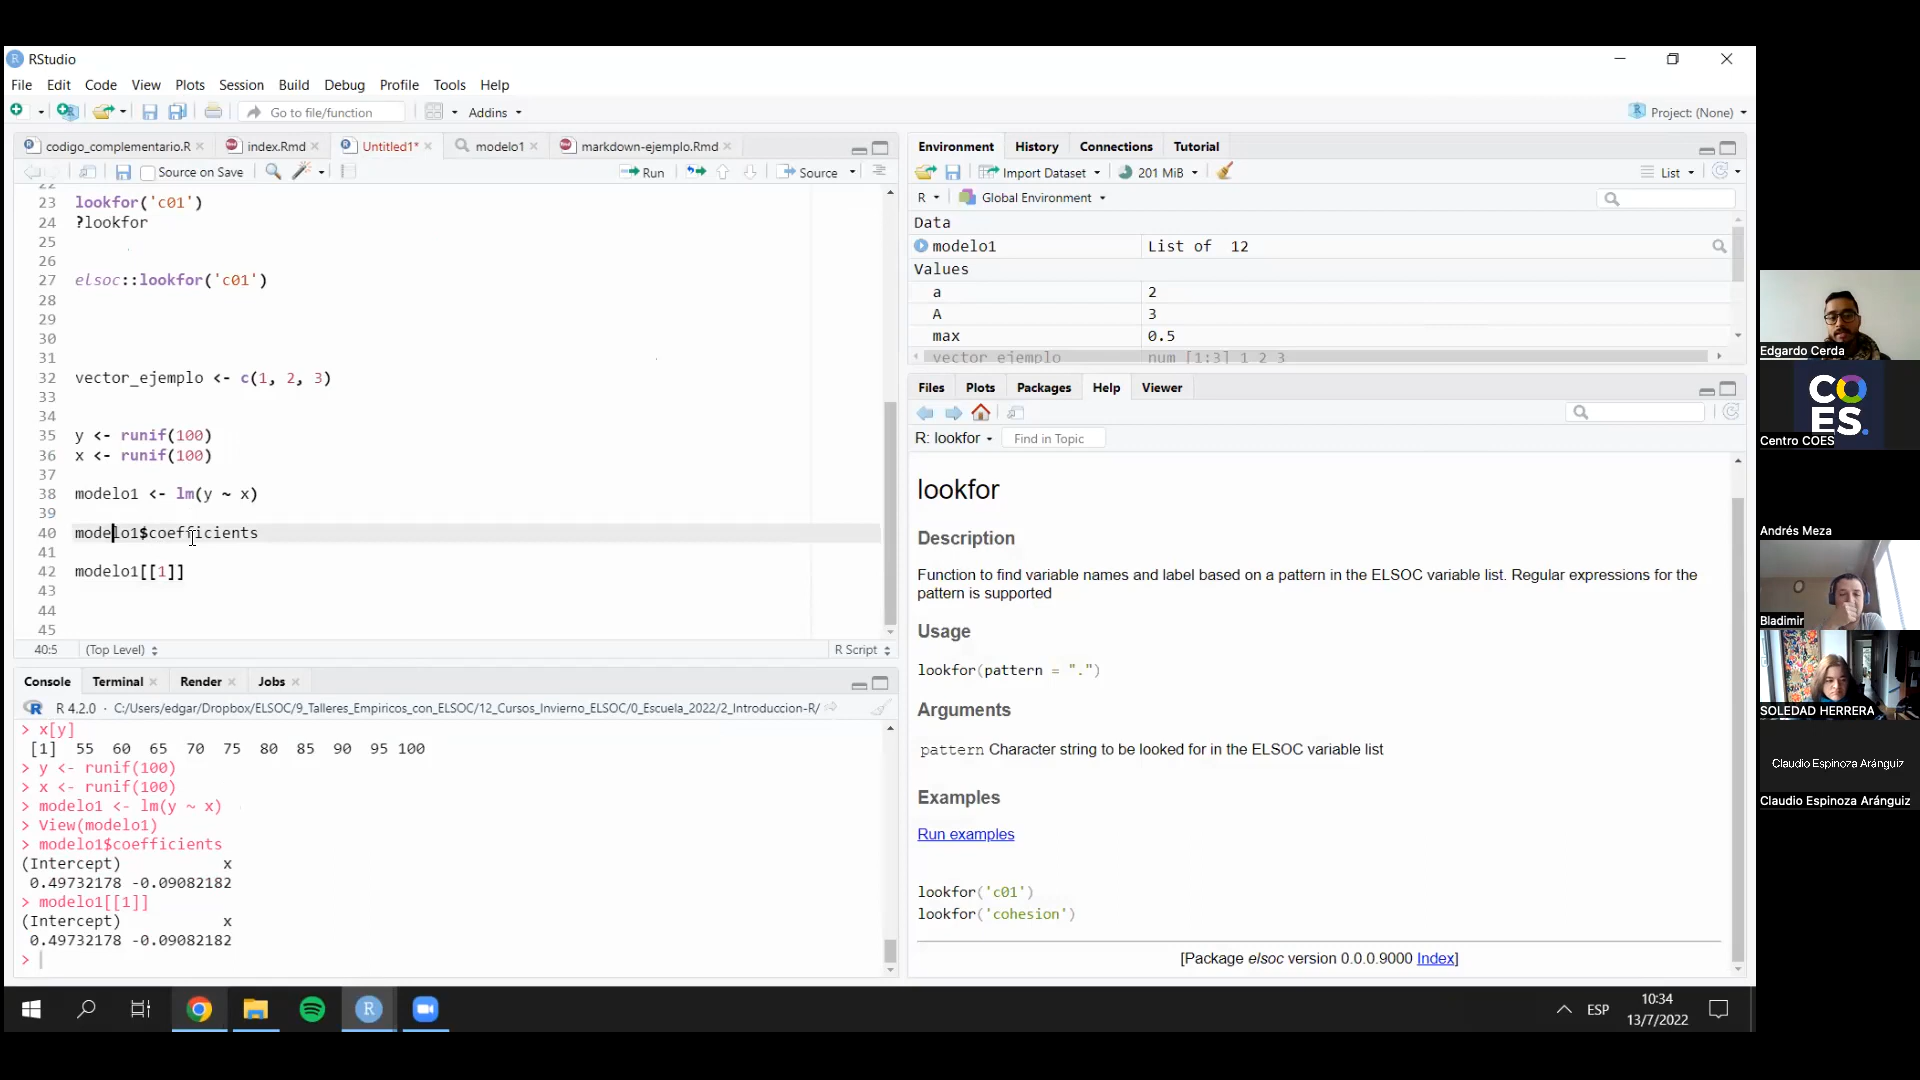 RStudio
File Edit Code View Plots Session Build Debug Profile Tools Help
Go to file/function Addins Project: (None)
codigo_complementario.R index.Rmd Untitled1* modelo1 markdown-ejemplo.Rmd
Source on Save Run Source
22
23 lookfor('c01')
24 ?lookfor
25
26
27 elsoc::lookfor('c01')
28
29
30
31
32 vector_ejemplo <- c(1, 2, 3)
33
34
35 y <- runif(100)
36 x <- runif(100)
37
38 modelo1 <- lm(y ~ x)
39
40 modelo1$coefficients
41
42 modelo1[[1]]
43
44
45
40:5 (Top Level) R Script
Console Terminal Render Jobs
R 4.2.0 · C:/Users/edgar/Dropbox/ELSOC/9_Talleres_Empiricos_con_ELSOC/12_Cursos_Invierno_ELSOC/0_Escuela_2022/2_Introduccion-R/
> x[y]
[1] 55 60 65 70 75 80 85 90 95 100
> y <- runif(100)
> x <- runif(100)
> modelo1 <- lm(y ~ x)
> View(modelo1)
> modelo1$coefficients
(Intercept) x
0.49732178 -0.09082182
> modelo1[[1]]
(Intercept) x
0.49732178 -0.09082182
>
Environment History Connections Tutorial
Import Dataset 201 MiB List
R Global Environment
Data
modelo1 List of 12
Values
a 2
A 3
max 0.5
vector_ejemplo num [1:3] 1 2 3
Files Plots Packages Help Viewer
R: lookfor Find in Topic
lookfor
Description
Function to find variable names and label based on a pattern in the ELSOC variable list. Regular expressions for the
pattern is supported
Usage
lookfor(pattern = ".")
Arguments
pattern Character string to be looked for in the ELSOC variable list
Examples
Run examples
lookfor('c01')
lookfor('cohesion')
[Package elsoc version 0.0.0.9000 Index]
Edgardo Cerda
CO
ES.
Centro COES
Andrés Meza
Bladimir
SOLEDAD HERRERA
Claudio Espinoza Aránguiz
Claudio Espinoza Aránguiz
ESP
10:34
13/7/2022